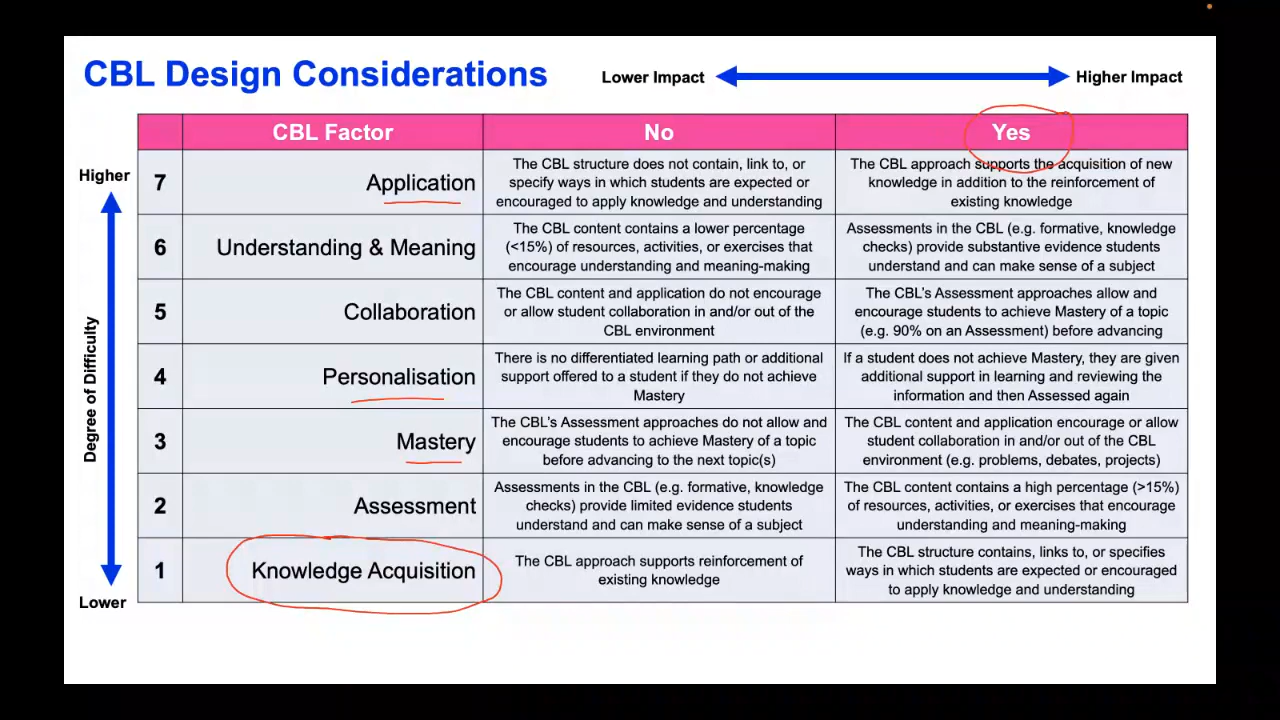 CBL Design Considerations
Lower Impact
Higher Impact
CBL Factor
No
Yes
Higher
7
Application
The CBL structure does not contain, link to, or
specify ways in which students are expected or
encouraged to apply knowledge and understanding
The CBL approach supports the acquisition of new
knowledge in addition to the reinforcement of
existing knowledge
6
Understanding & Meaning
The CBL content contains a lower percentage
(<15%) of resources, activities, or exercises that
encourage understanding and meaning-making
Assessments in the CBL (e.g. formative, knowledge
checks) provide substantive evidence students
understand and can make sense of a subject
5
Collaboration
The CBL content and application do not encourage
or allow student collaboration in and/or out of the
CBL environment
The CBL's Assessment approaches allow and
encourage students to achieve Mastery of a topic
(e.g. 90% on an Assessment) before advancing
Degree of Difficulty
4
Personalisation
There is no differentiated learning path or additional
support offered to a student if they do not achieve
Mastery
If a student does not achieve Mastery, they are given
additional support in learning and reviewing the
information and then Assessed again
3
Mastery
The CBL's Assessment approaches do not allow and
encourage students to achieve Mastery of a topic
before advancing to the next topic(s)
The CBL content and application encourage or allow
student collaboration in and/or out of the CBL
environment (e.g. problems, debates, projects)
2
Assessment
Assessments in the CBL (e.g. formative, knowledge
checks) provide limited evidence students
understand and can make sense of a subject
The CBL content contains a high percentage (>15%)
of resources, activities, or exercises that encourage
understanding and meaning-making
1
Knowledge Acquisition
The CBL approach supports reinforcement of
existing knowledge
The CBL structure contains, links to, or specifies
ways in which students are expected or encouraged
to apply knowledge and understanding
Lower